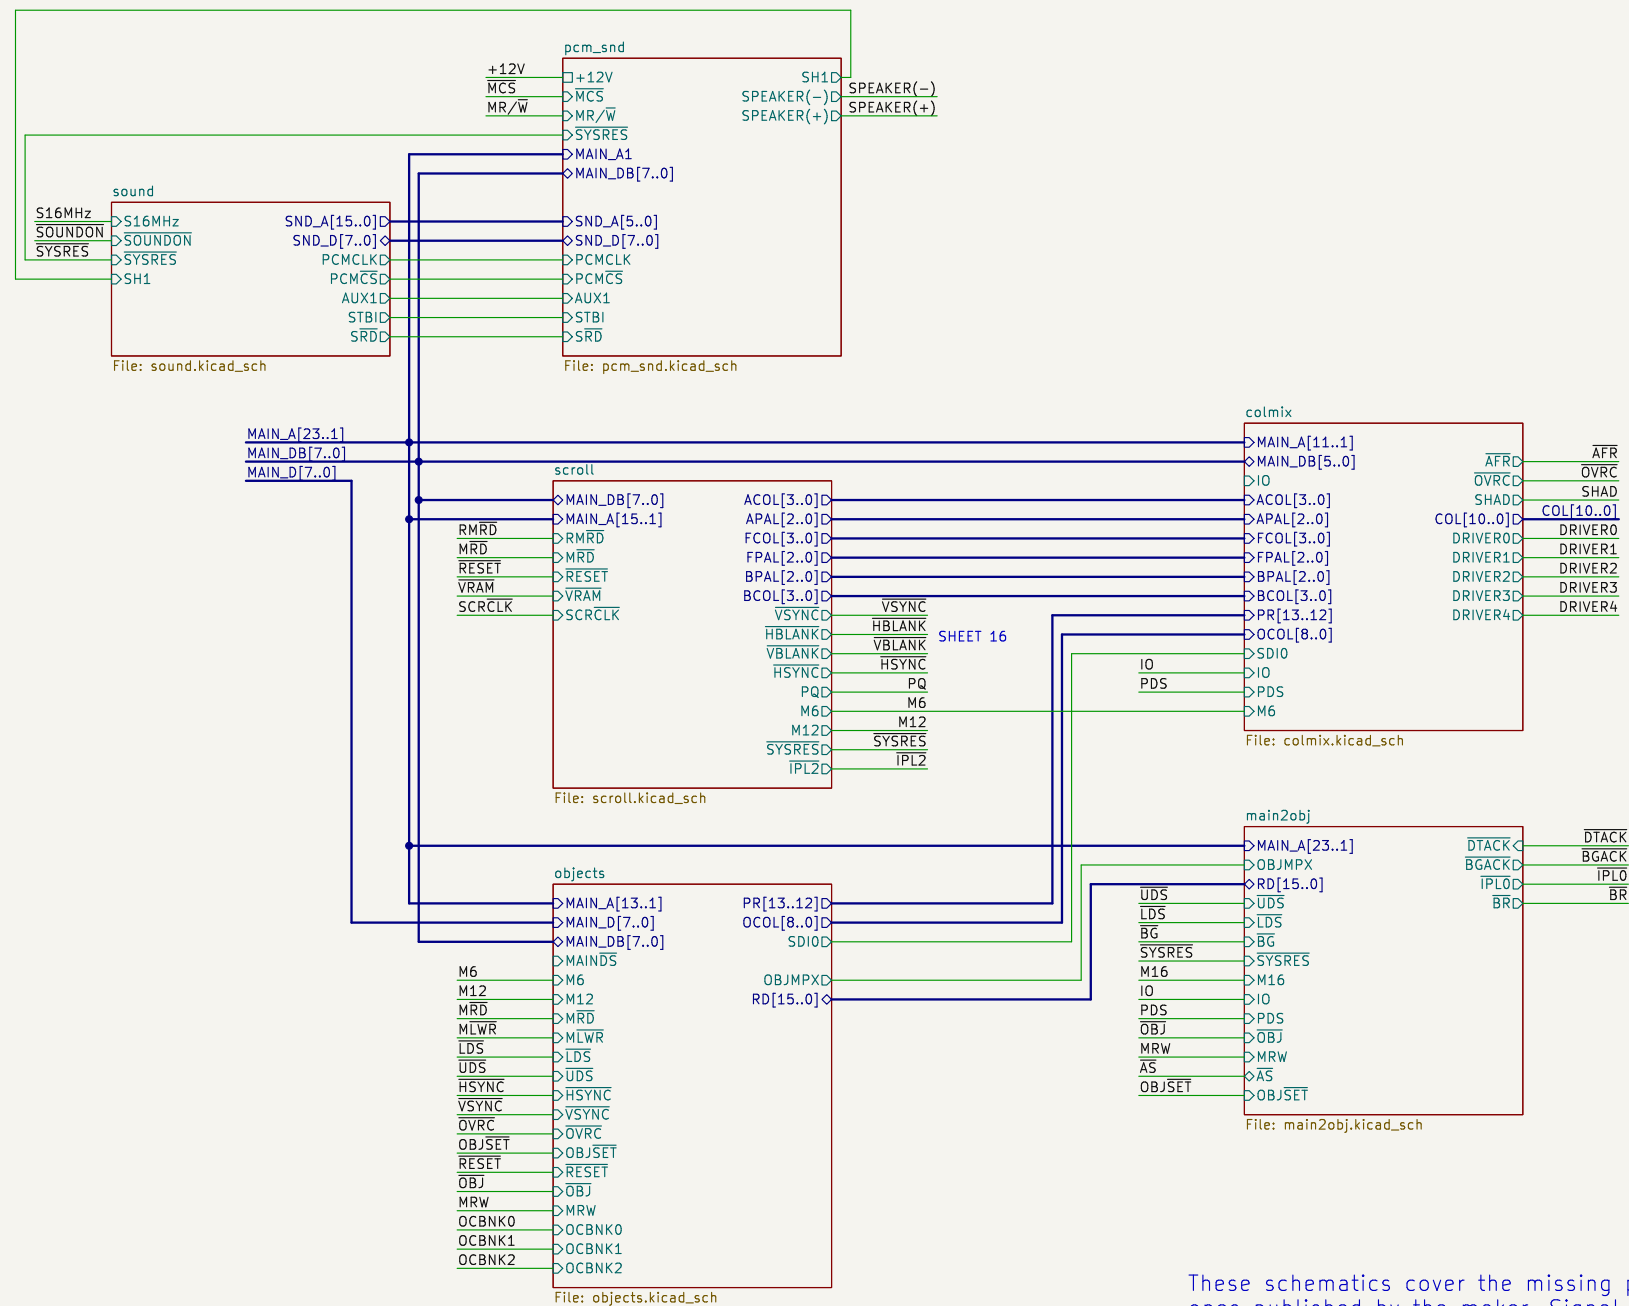 pcm_snd
+12V
MCS
MR/W
+12V
MCS
MR/W
SYSRES
MAIN_A1
MAIN_DB[7..0]
SND_A[5..0]
SND_D[7..0]
PCMCLK
PCMCS
AUX1
STBI
SRD
SH1
SPEAKER(-)
SPEAKER(+)
SPEAKER(-)
SPEAKER(+)
File: pcm_snd.kicad_sch
sound
S16MHz
SOUNDON
SYSRES
S16MHz
SOUNDON
SYSRES
SH1
SND_A[15..0]
SND_D[7..0]
PCMCLK
PCMCS
AUX1
STBI
SRD
File: sound.kicad_sch
MAIN_A[23..1]
MAIN_DB[7..0]
MAIN_D[7..0]
scroll
RMRD
MRD
RESET
VRAM
SCRCLK
MAIN_DB[7..0]
MAIN_A[15..1]
RMRD
MRD
RESET
VRAM
SCRCLK
ACOL[3..0]
APAL[2..0]
FCOL[3..0]
FPAL[2..0]
BPAL[2..0]
BCOL[3..0]
VSYNC
HBLANK
VBLANK
HSYNC
PQ
M6
M12
SYSRES
IPL2
VSYNC
HBLANK
VBLANK
HSYNC
PQ
M6
M12
SYSRES
IPL2
SHEET 16
File: scroll.kicad_sch
colmix
IO
PDS
MAIN_A[11..1]
MAIN_DB[5..0]
IO
ACOL[3..0]
APAL[2..0]
FCOL[3..0]
FPAL[2..0]
BPAL[2..0]
BCOL[3..0]
PR[13..12]
OCOL[8..0]
SDI0
IO
PDS
M6
AFR
OVRC
SHAD
COL[10..0]
DRIVER0
DRIVER1
DRIVER2
DRIVER3
DRIVER4
AFR
OVRC
SHAD
COL[10..0]
DRIVER0
DRIVER1
DRIVER2
DRIVER3
DRIVER4
File: colmix.kicad_sch
objects
M6
M12
MRD
MLWR
LDS
UDS
HSYNC
VSYNC
OVRC
OBJSET
RESET
OBJ
MRW
OCBNK0
OCBNK1
OCBNK2
MAIN_A[13..1]
MAIN_D[7..0]
MAIN_DB[7..0]
MAINDS
M6
M12
MRD
MLWR
LDS
UDS
HSYNC
VSYNC
OVRC
OBJSET
RESET
OBJ
MRW
OCBNK0
OCBNK1
OCBNK2
PR[13..12]
OCOL[8..0]
SDI0
OBJMPX
RD[15..0]
File: objects.kicad_sch
main2obj
UDS
LDS
BG
SYSRES
M16
IO
PDS
OBJ
MRW
AS
OBJSET
MAIN_A[23..1]
OBJMPX
RD[15..0]
UDS
LDS
BG
SYSRES
M16
IO
PDS
OBJ
MRW
AS
OBJSET
DTACK
BGACK
IPL0
BR
DTACK
BGACK
IPL0
BR
File: main2obj.kicad_sch
These schematics cover the missing
once published by the maker. Signal